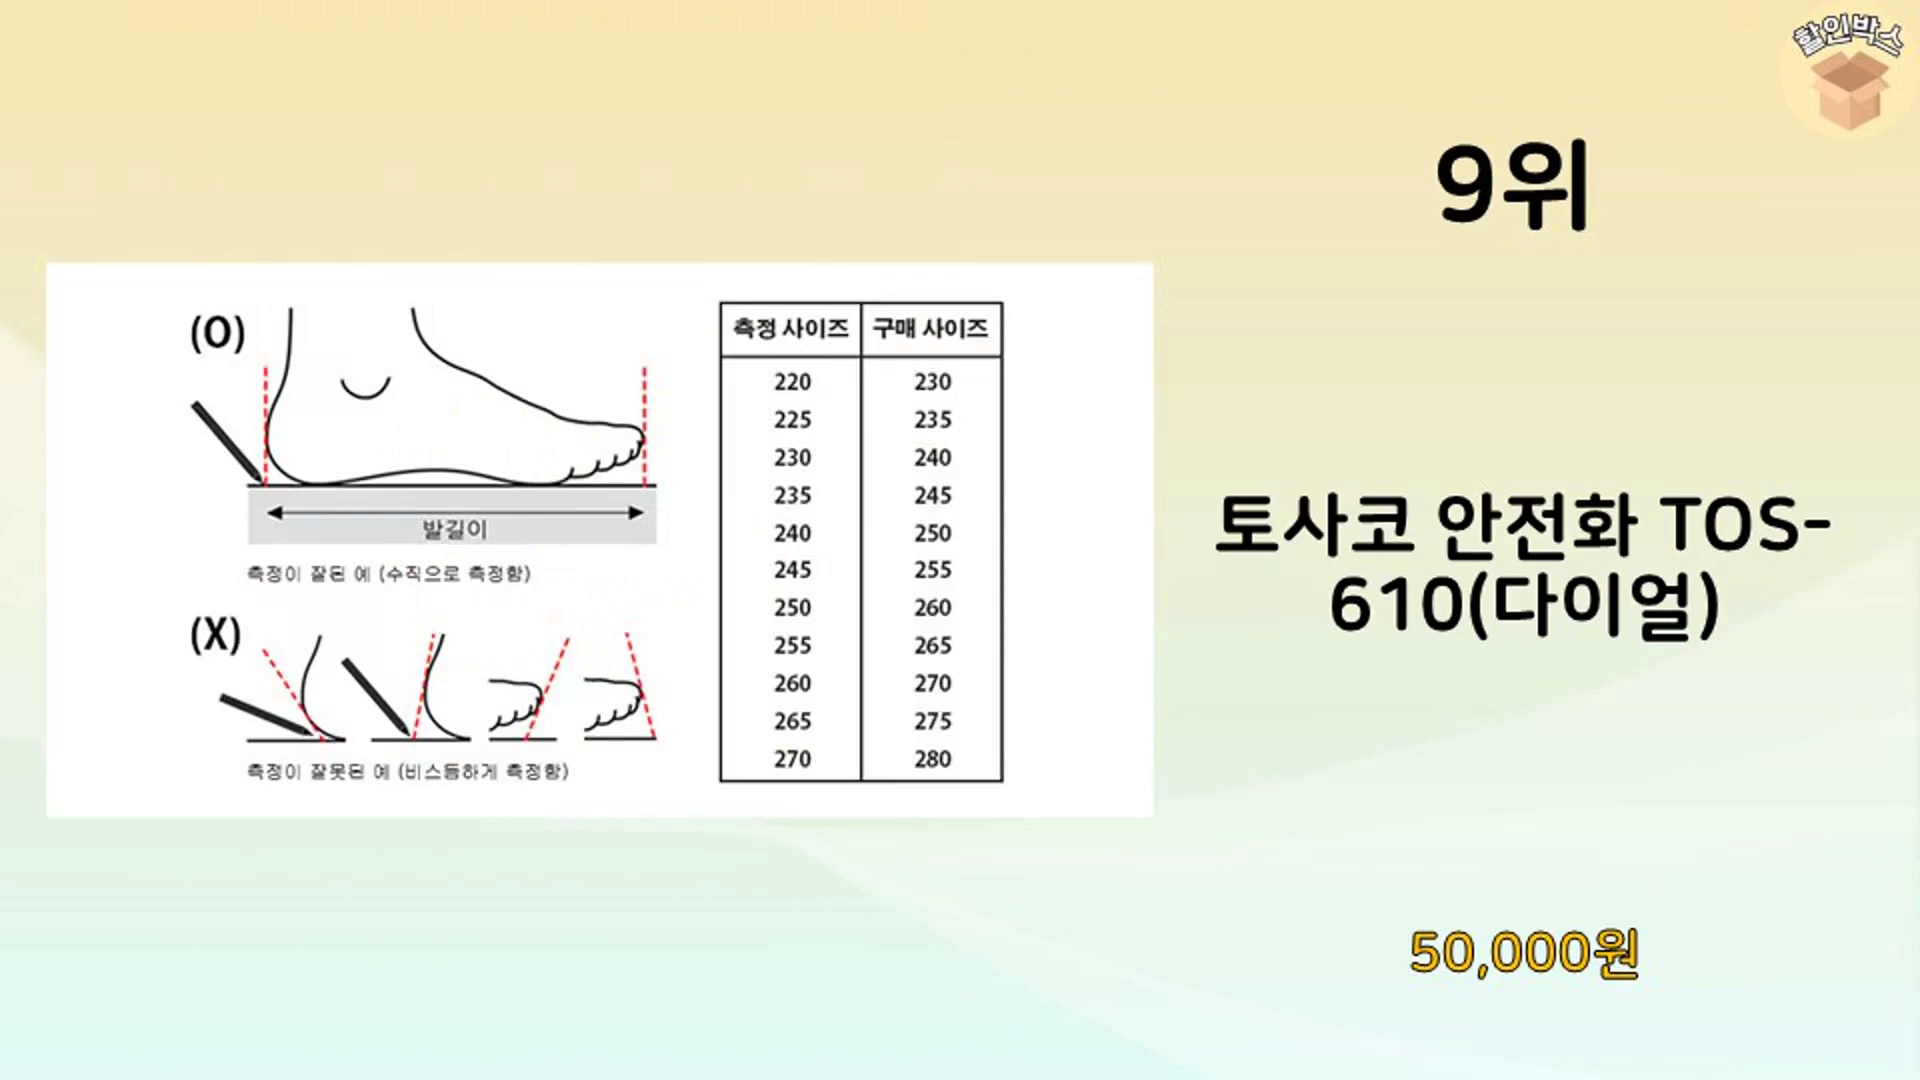 할인박스
9위
(O)
발길이
측정이 잘된 예 (수직으로 측정함)
(X)
측정이 잘못된 예 (비스듬하게 측정함)
측정 사이즈 구매 사이즈
220 230
225 235
230 240
235 245
240 250
245 255
250 260
255 265
260 270
265 275
270 280
토사코 안전화 TOS-
610(다이얼)
50,000원